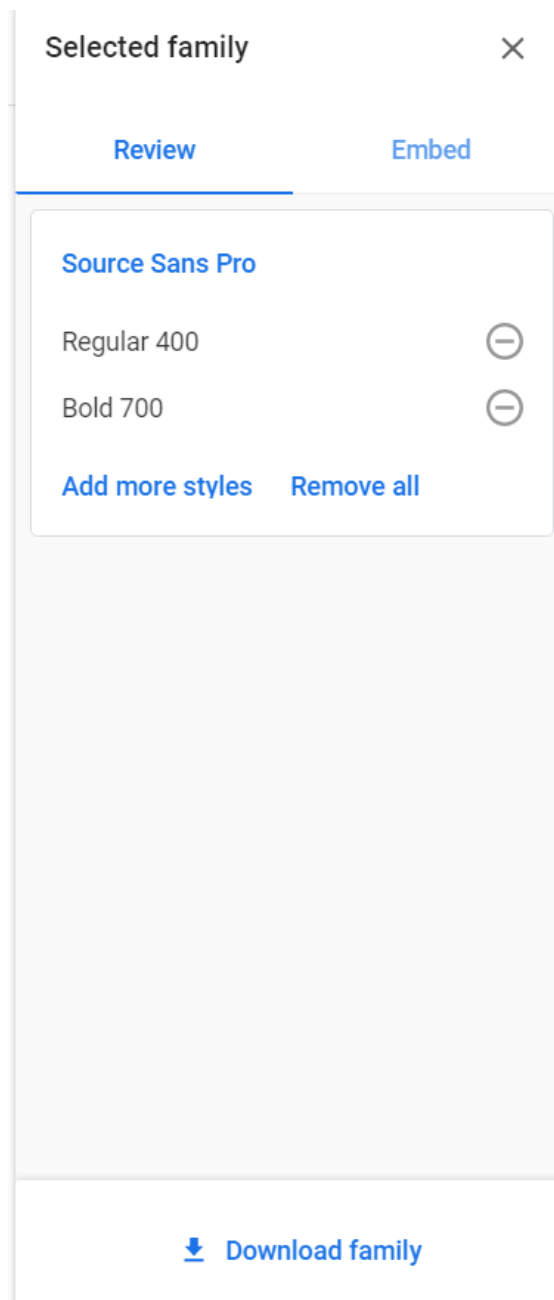 Selected family
Review Embed
Source Sans Pro
Regular 400
Bold 700
Add more styles Remove all
Download family